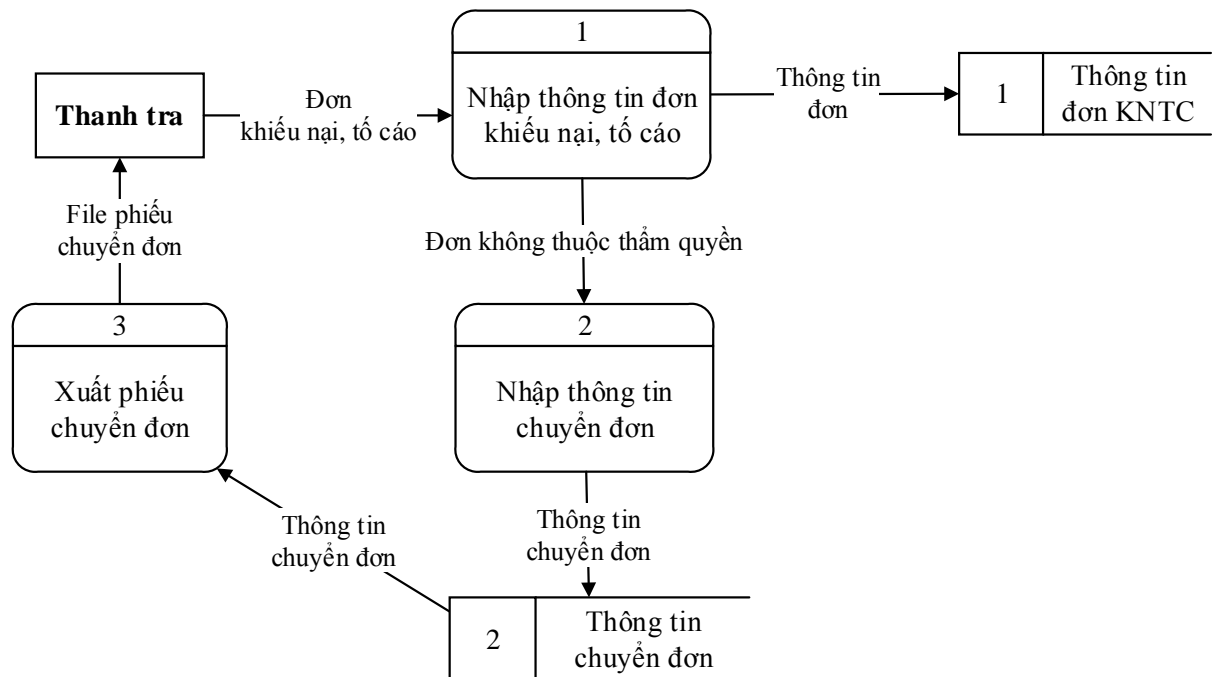 1
Thanh tra
Đơn
khiếu nại, tố cáo
Nhập thông tin đơn
khiếu nại, tố cáo
Thông tin
đơn
1
Thông tin
đơn KNTC
File phiếu
chuyển đơn
Đơn không thuộc thẩm quyền
3
Xuất phiếu
chuyển đơn
2
Nhập thông tin
chuyển đơn
Thông tin
chuyển đơn
Thông tin
chuyển đơn
2
Thông tin
chuyển đơn